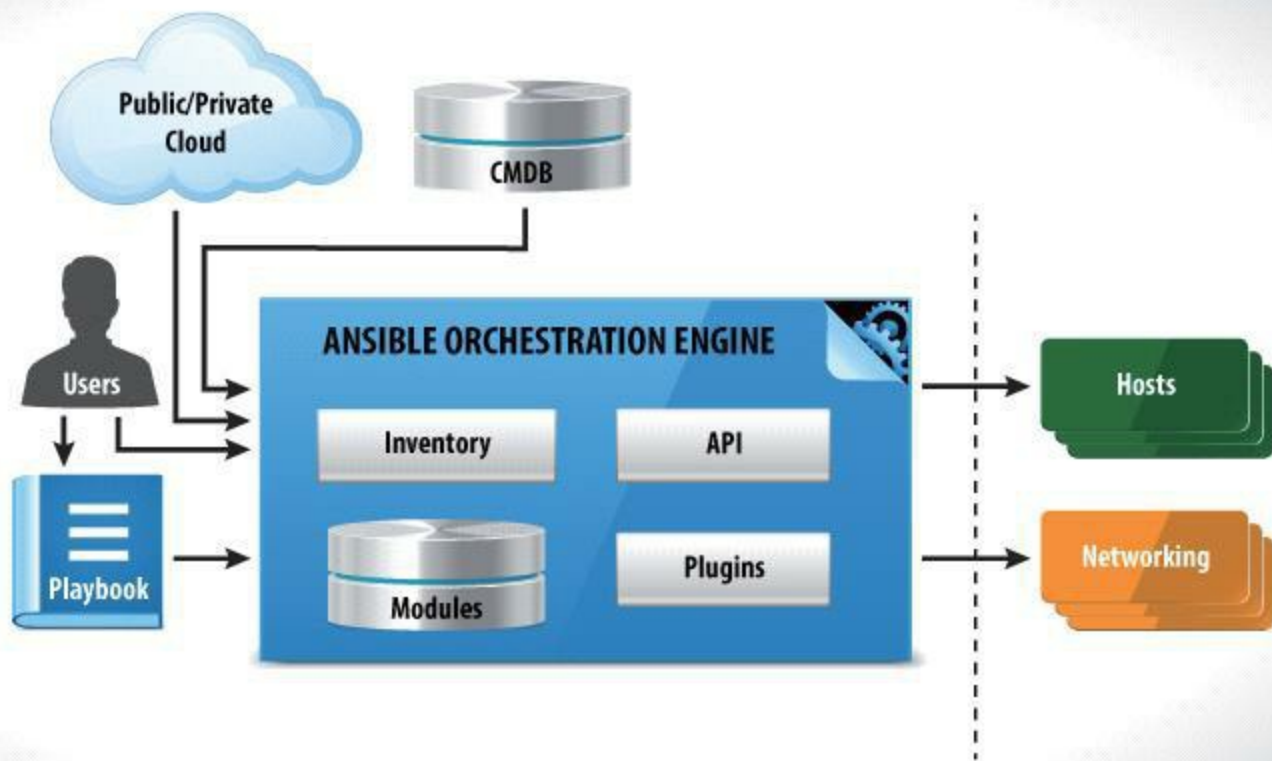 Public/Private
Cloud
CMDB
Users
ANSIBLE ORCHESTRATION ENGINE
Hosts
Inventory
API
Playbook
Modules
Plugins
Networking